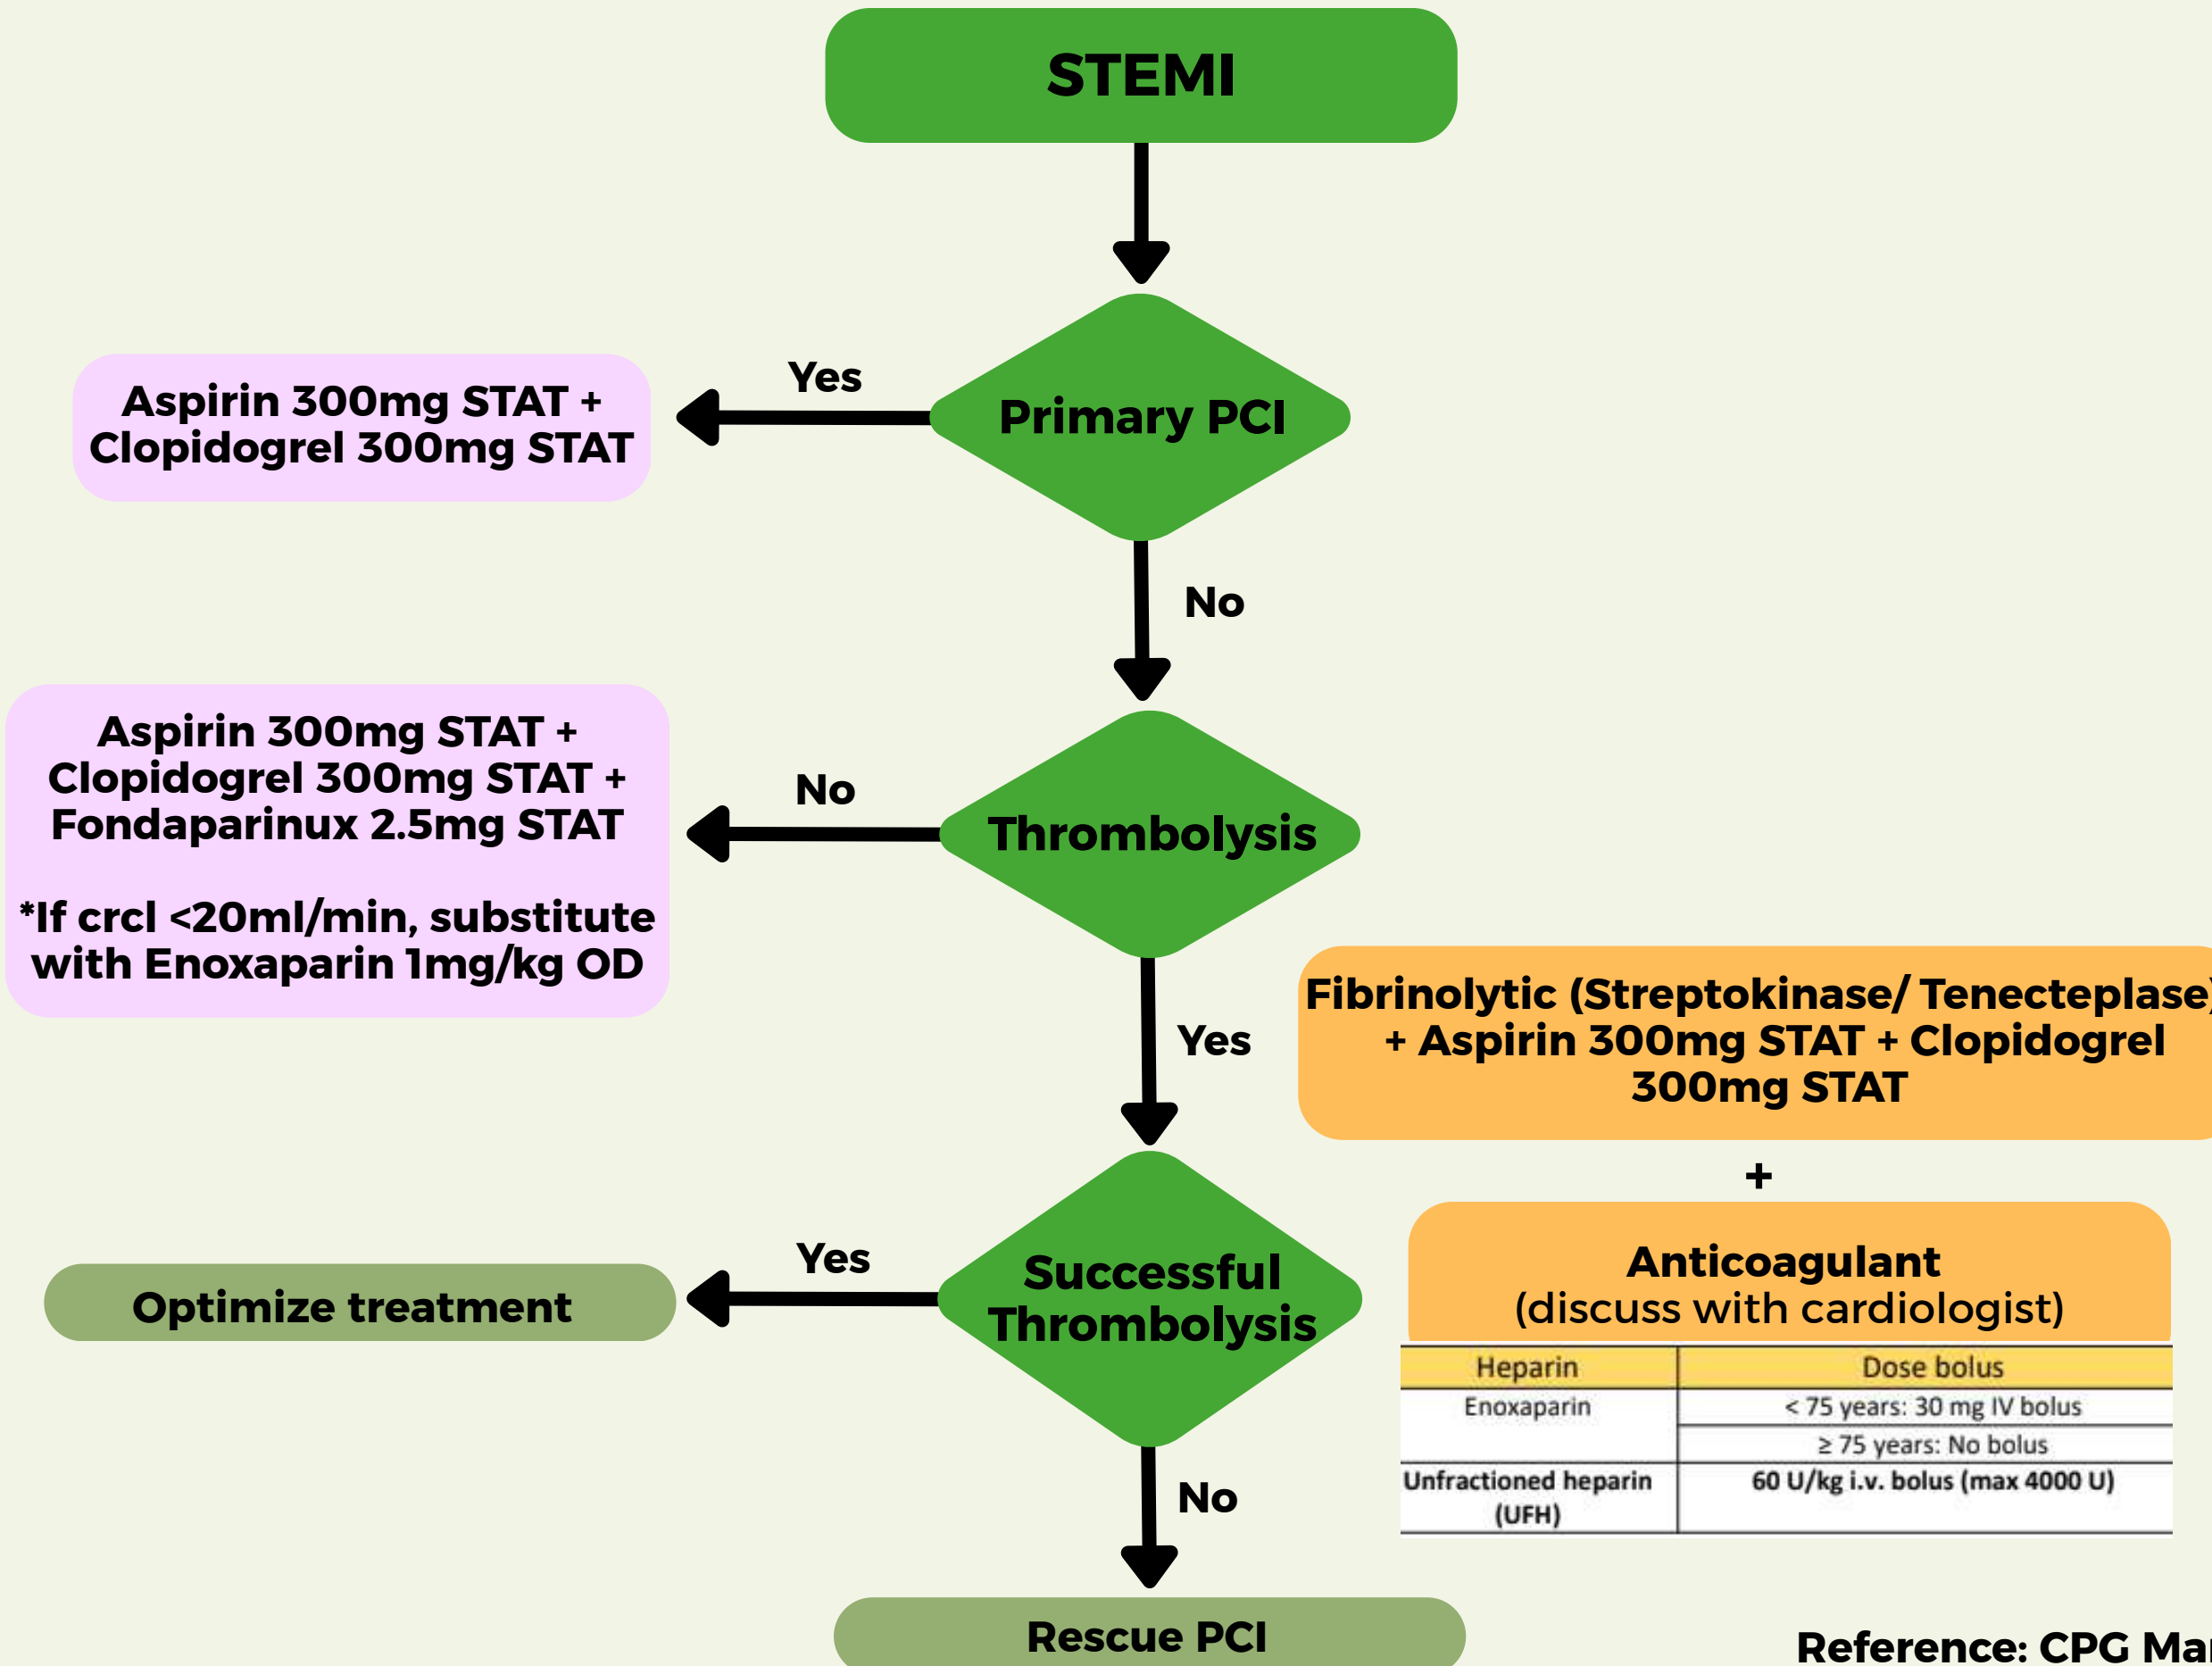 STEMI
Yes
Primary PCI
Aspirin 300mg STAT +
Clopidogrel 300mg STAT
No
Aspirin 300mg STAT +
Clopidogrel 300mg STAT +
Fondaparinux 2.5mg STAT
*If crcl <20ml/min, substitute
with Enoxaparin 1mg/kg OD
No
Thrombolysis
Yes
Fibrinolytic (Streptokinase/ Tenecteplase)
+ Aspirin 300mg STAT + Clopidogrel
300mg STAT
+
Anticoagulant
(discuss with cardiologist)
Heparin Dose bolus
Enoxaparin < 75 years: 30 mg IV bolus
≥ 75 years: No bolus
Unfractioned heparin 60 U/kg i.v. bolus (max 4000 U)
(UFH)
Yes
Successful
Thrombolysis
Optimize treatment
No
Rescue PCI
Reference: CPG